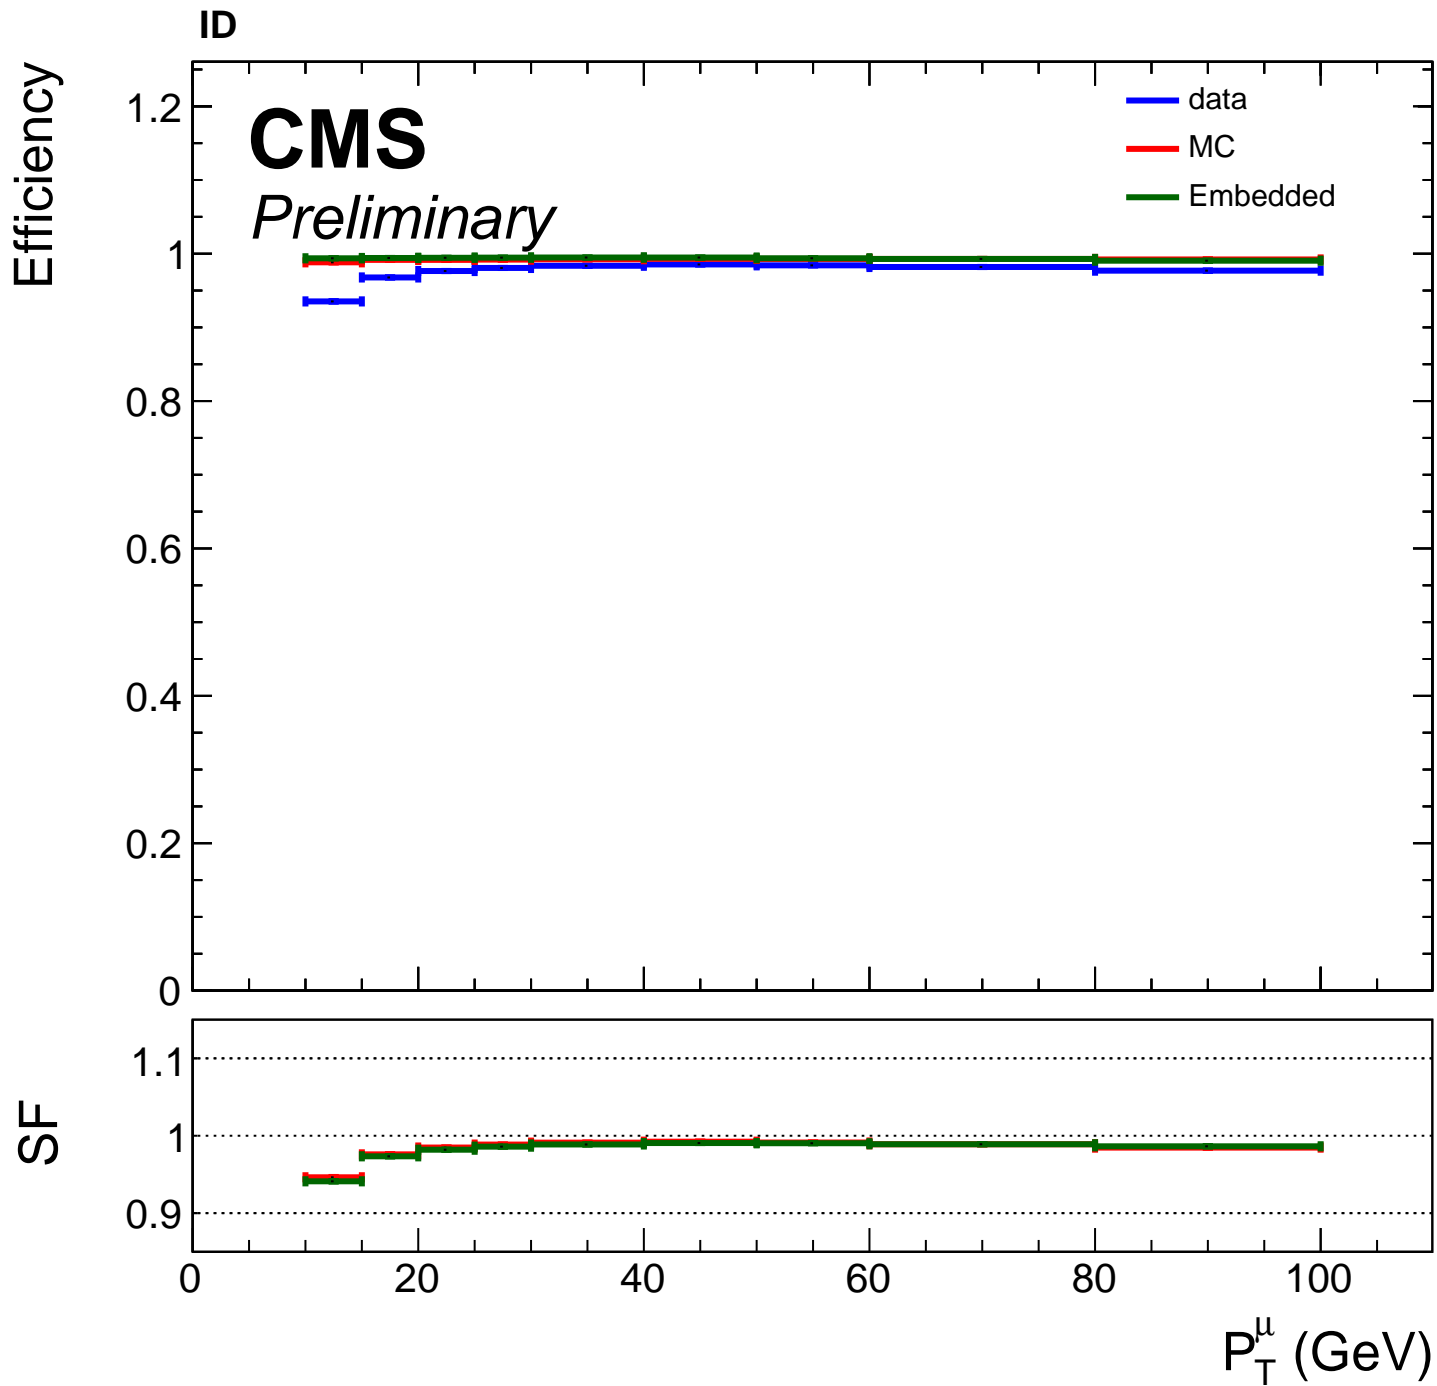 ID
Efficiency
1.2
1
0.8
0.6
0.4
0.2
0
CMS
Preliminary
data
MC
Embedded
SF
1.1
1
0.9
0 20 40 60 80 100
P_T^μ (GeV)